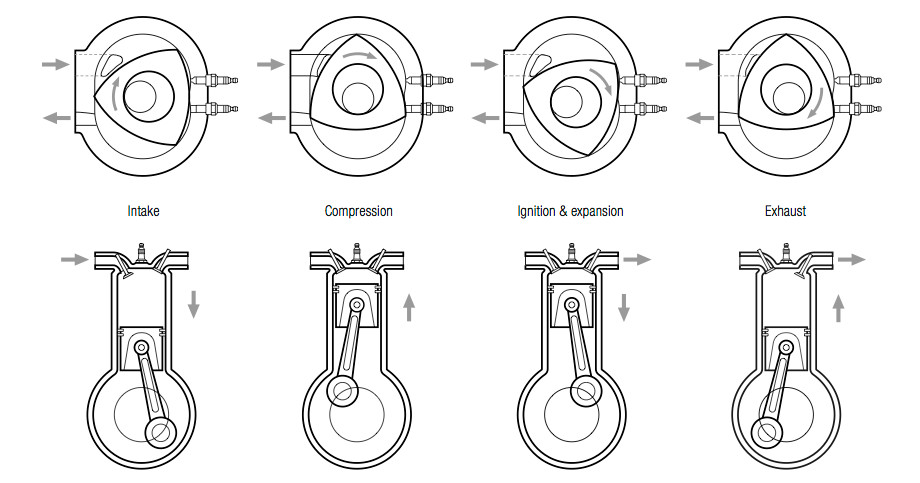 Intake
Compression
Ignition & expansion
Exhaust